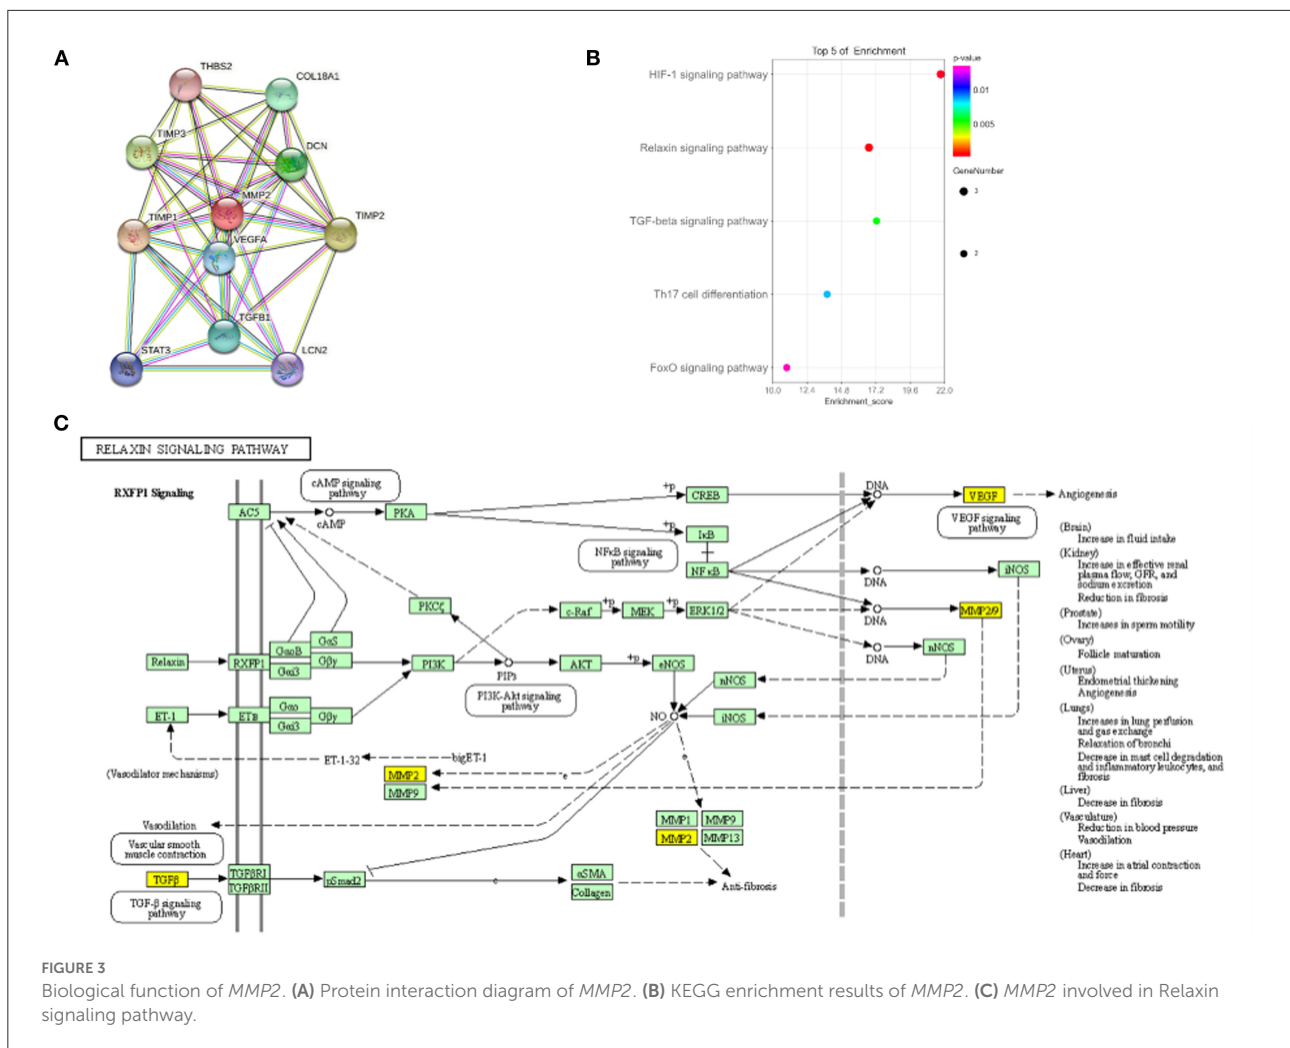 A
THBS2
COL18A1
TIMP3
DCN
MMP2
TIMP1
TIMP2
VEGFA
TGFB1
STAT3
LCN2
B
Top 5 of Enrichment
HIF-1 signaling pathway
Relaxin signaling pathway
TGF-beta signaling pathway
Th17 cell differentiation
FoxO signaling pathway
10.0 12.4 14.8 17.2 19.6 22.0
Enrichment_score
p-value
0.01
0.005
GeneNumber
3
2
C
RELAXIN SIGNALING PATHWAY
RXFP1 Signaling
cAMP signaling
pathway
AC5
cAMP
PKA
+p
CREB
DNA
VEGF
Angiogenesis
VEGF signaling
pathway
+p
IκB
NFκB signaling
pathway
NFκB
DNA
iNOS
PKCζ
c-Raf
+p
MEK
+p
ERK1/2
DNA
MMP2/9
Relaxin
RXFP1
GαoB
GαS
Gαi3
Gβγ
PI3K
PIP3
AKT
+p
eNOS
DNA
nNOS
nNOS
PI3K-Akt signaling
pathway
ET-1
ETB
Gαo
Gαi3
Gβγ
NO
iNOS
ET-1-32
bigET-1
(Vasodilator mechanisms)
MMP2
MMP9
e
e
MMP1
MMP9
MMP2
MMP13
Vasodilation
Vascular smooth
muscle contraction
TGFβ
TGFβRI
TGFβRII
pSmad2
e
αSMA
Collagen
Anti-fibrosis
TGF-β signaling
pathway
(Brain)
Increase in fluid intake
(Kidney)
Increase in effective renal
plasma flow, GFR, and
sodium excretion
Reduction in fibrosis
(Prostate)
Increases in sperm motility
(Ovary)
Follicle maturation
(Uterus)
Endometrial thickening
Angiogenesis
(Lungs)
Increases in lung perfusion
and gas exchange
Relaxation of bronchi
Decrease in mast cell degradation
and inflammatory leukocytes, and
fibrosis
(Liver)
Decrease in fibrosis
(Vasculature)
Reduction in blood pressure
Vasodilation
(Heart)
Increase in atrial contraction
and force
Decrease in fibrosis
FIGURE 3
Biological function of MMP2. (A) Protein interaction diagram of MMP2. (B) KEGG enrichment results of MMP2. (C) MMP2 involved in Relaxin
signaling pathway.